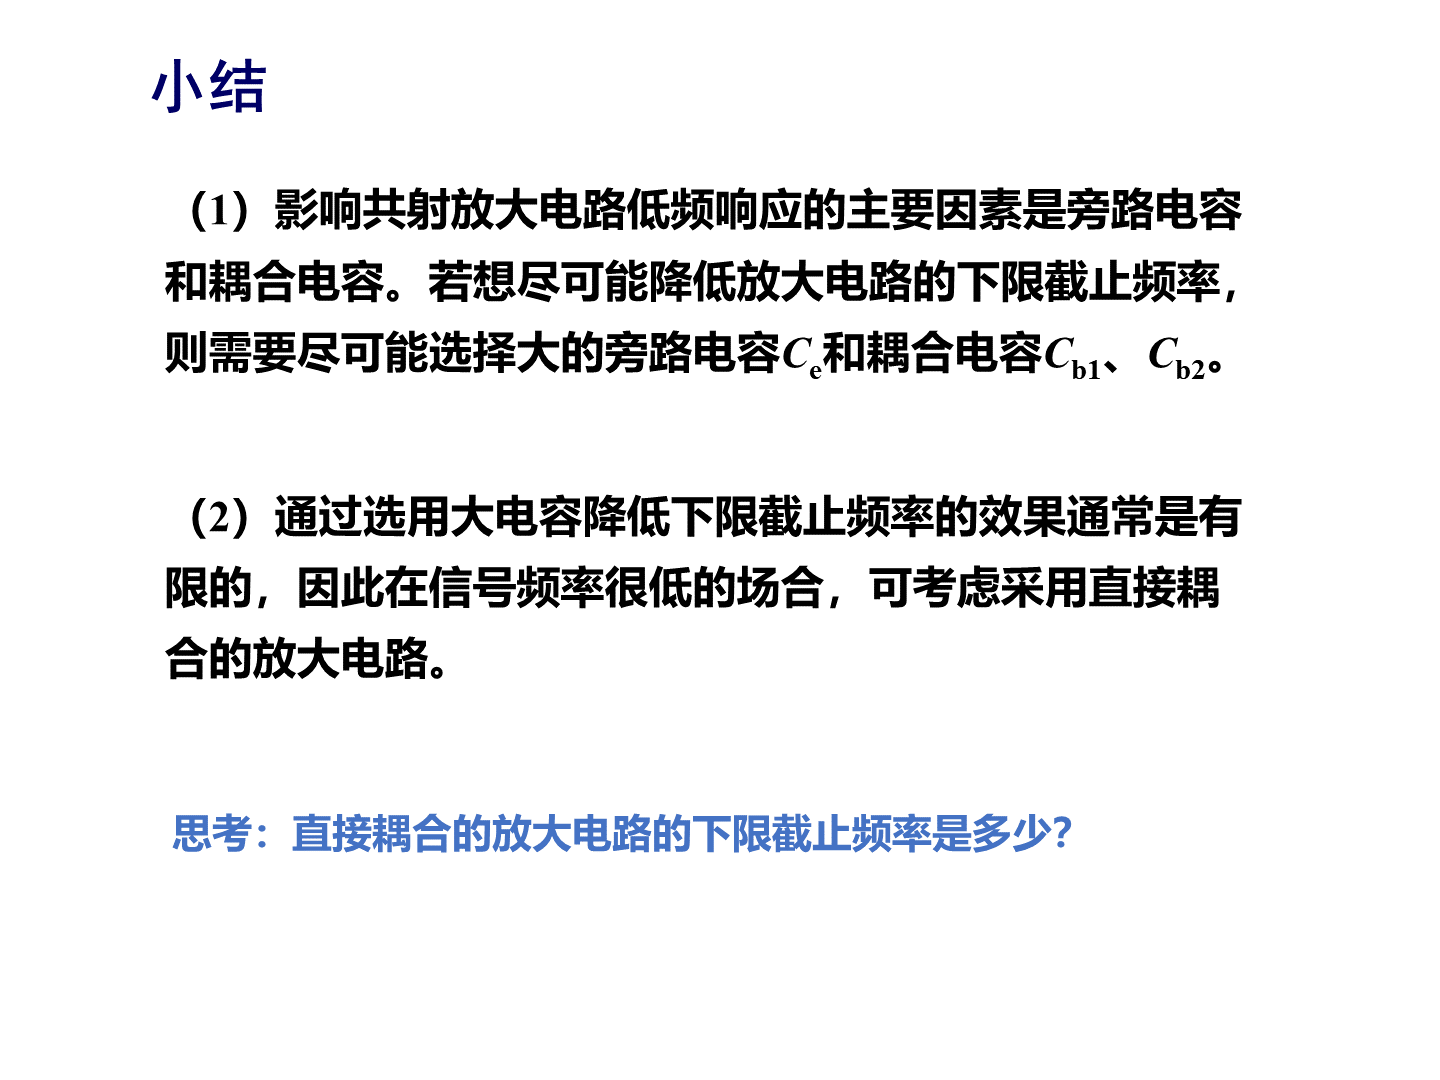 小结
（1）影响共射放大电路低频响应的主要因素是旁路电容
和耦合电容。若想尽可能降低放大电路的下限截止频率，
则需要尽可能选择大的旁路电容Ce和耦合电容Cb1、Cb2。
（2）通过选用大电容降低下限截止频率的效果通常是有
限的，因此在信号频率很低的场合，可考虑采用直接耦
合的放大电路。
思考：直接耦合的放大电路的下限截止频率是多少？